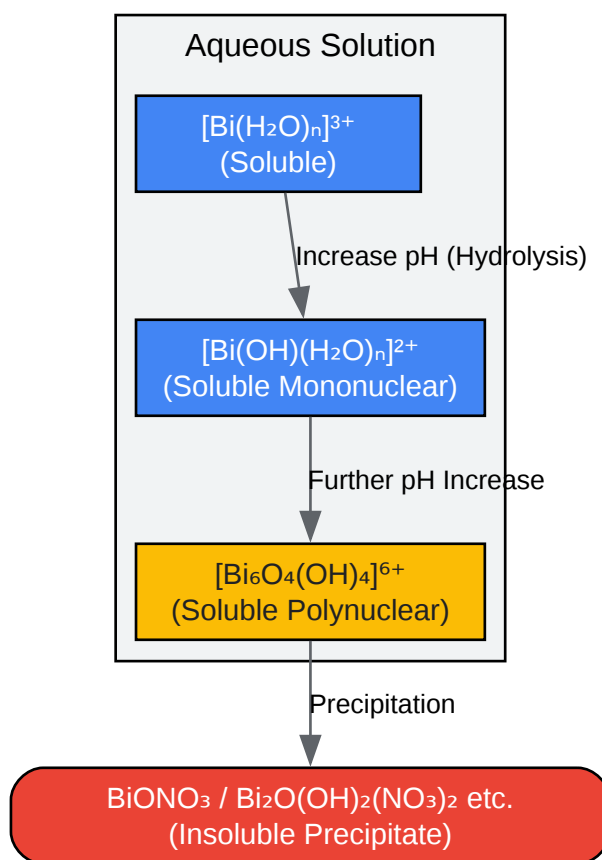 Aqueous Solution
[Bi(H₂O)ₙ]³⁺
(Soluble)
Increase pH (Hydrolysis)
[Bi(OH)(H₂O)ₙ]²⁺
(Soluble Mononuclear)
Further pH Increase
[Bi₆O₄(OH)₄]⁶⁺
(Soluble Polynuclear)
Precipitation
BiONO₃ / Bi₂O(OH)₂(NO₃)₂ etc.
(Insoluble Precipitate)